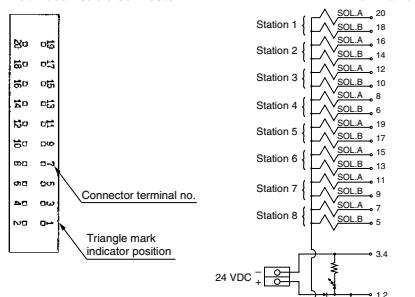 20 19
18 17
16 15
14 13
12 11
10 9
8 7
6 5
4 3
2 1
Connector terminal no.
Triangle mark
indicator position
Station 1
SOL.A 20
SOL.B 18
Station 2
SOL.A 16
SOL.B 14
Station 3
SOL.A 12
SOL.B 10
Station 4
SOL.A 8
SOL.B 6
Station 5
SOL.A 19
SOL.B 17
Station 6
SOL.A 15
SOL.B 13
Station 7
SOL.A 11
SOL.B 9
Station 8
SOL.A 7
SOL.B 5
3.4
24 VDC − +
1.2